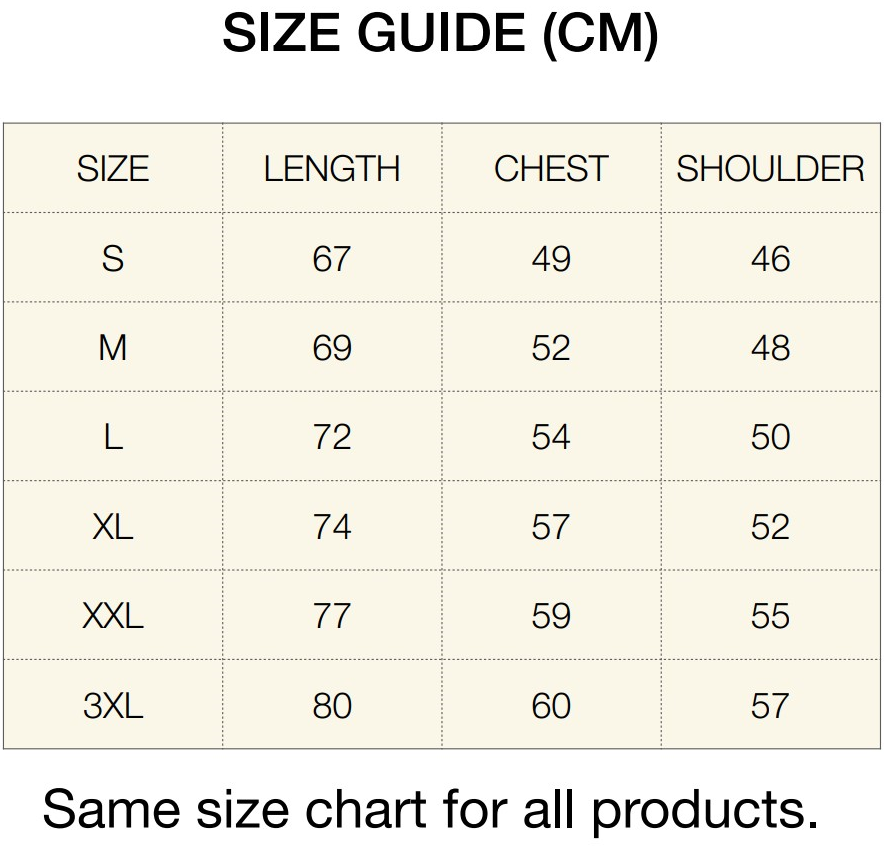 SIZE GUIDE (CM)
SIZE LENGTH CHEST SHOULDER
S 67 49 46
M 69 52 48
L 72 54 50
XL 74 57 52
XXL 77 59 55
3XL 80 60 57
Same size chart for all products.